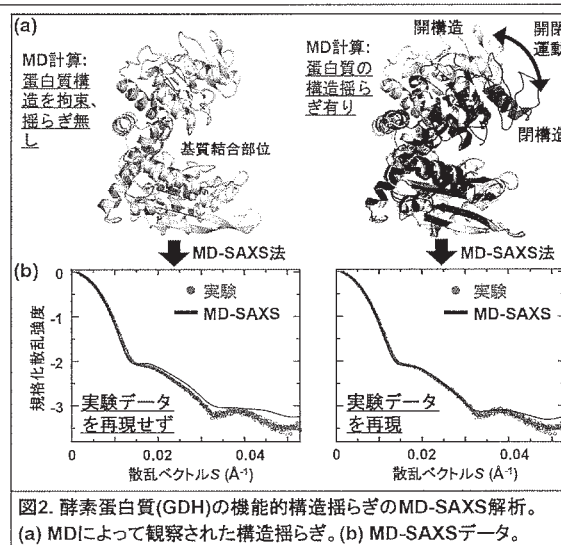 (a)
MD計算:
蛋白質構
造を拘束、
揺らぎ無
し
基質結合部位
開構造
開閉
運動
MD計算:
蛋白質の
構造揺ら
ぎ有り
閉構造
MD-SAXS法
MD-SAXS法
(b)
規格化散乱強度
0
-1
-2
-3
実験
MD-SAXS
実験データ
を再現せず
0
0.02
0.04
散乱ベクトルS (Å⁻¹)
実験
MD-SAXS
実験データ
を再現
0
0.02
0.04
散乱ベクトルS (Å⁻¹)
図2. 酵素蛋白質(GDH)の機能的構造揺らぎのMD-SAXS解析。
(a) MDによって観察された構造揺らぎ。(b) MD-SAXSデータ。